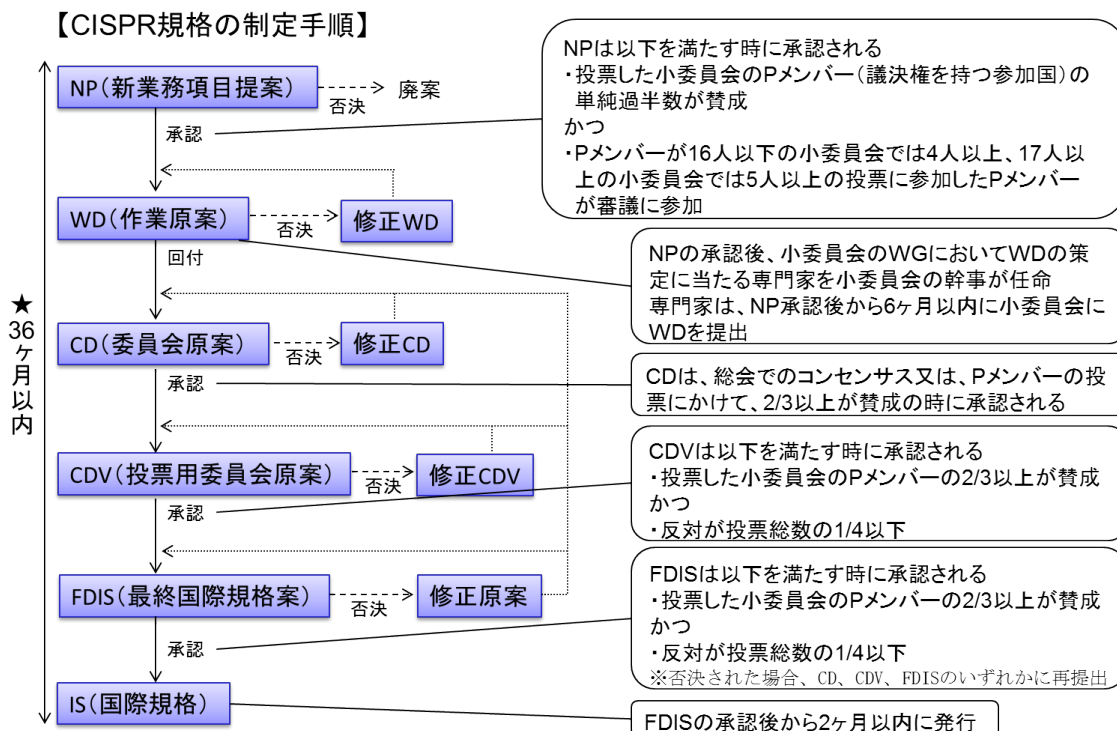 【CISPR規格の制定手順】
NP(新業務項目提案)
否決
廃案
承認
NPは以下を満たす時に承認される
・投票した小委員会のPメンバー(議決権を持つ参加国)の
単純過半数が賛成
かつ
・Pメンバーが16人以下の小委員会では4人以上、17人以
上の小委員会では5人以上の投票に参加したPメンバー
が審議に参加
WD(作業原案)
否決
修正WD
回付
NPの承認後、小委員会のWGにおいてWDの策
定に当たる専門家を小委員会の幹事が任命
専門家は、NP承認後から6ヶ月以内に小委員会に
WDを提出
★36ヶ月以内
CD(委員会原案)
否決
修正CD
承認
CDは、総会でのコンセンサス又は、Pメンバーの投
票にかけて、2/3以上が賛成の時に承認される
CDV(投票用委員会原案)
否決
修正CDV
承認
CDVは以下を満たす時に承認される
・投票した小委員会のPメンバーの2/3以上が賛成
かつ
・反対が投票総数の1/4以下
FDIS(最終国際規格案)
否決
修正原案
承認
FDISは以下を満たす時に承認される
・投票した小委員会のPメンバーの2/3以上が賛成
かつ
・反対が投票総数の1/4以下
※否決された場合、CD、CDV、FDISのいずれかに再提出
IS(国際規格)
FDISの承認後から2ヶ月以内に発行